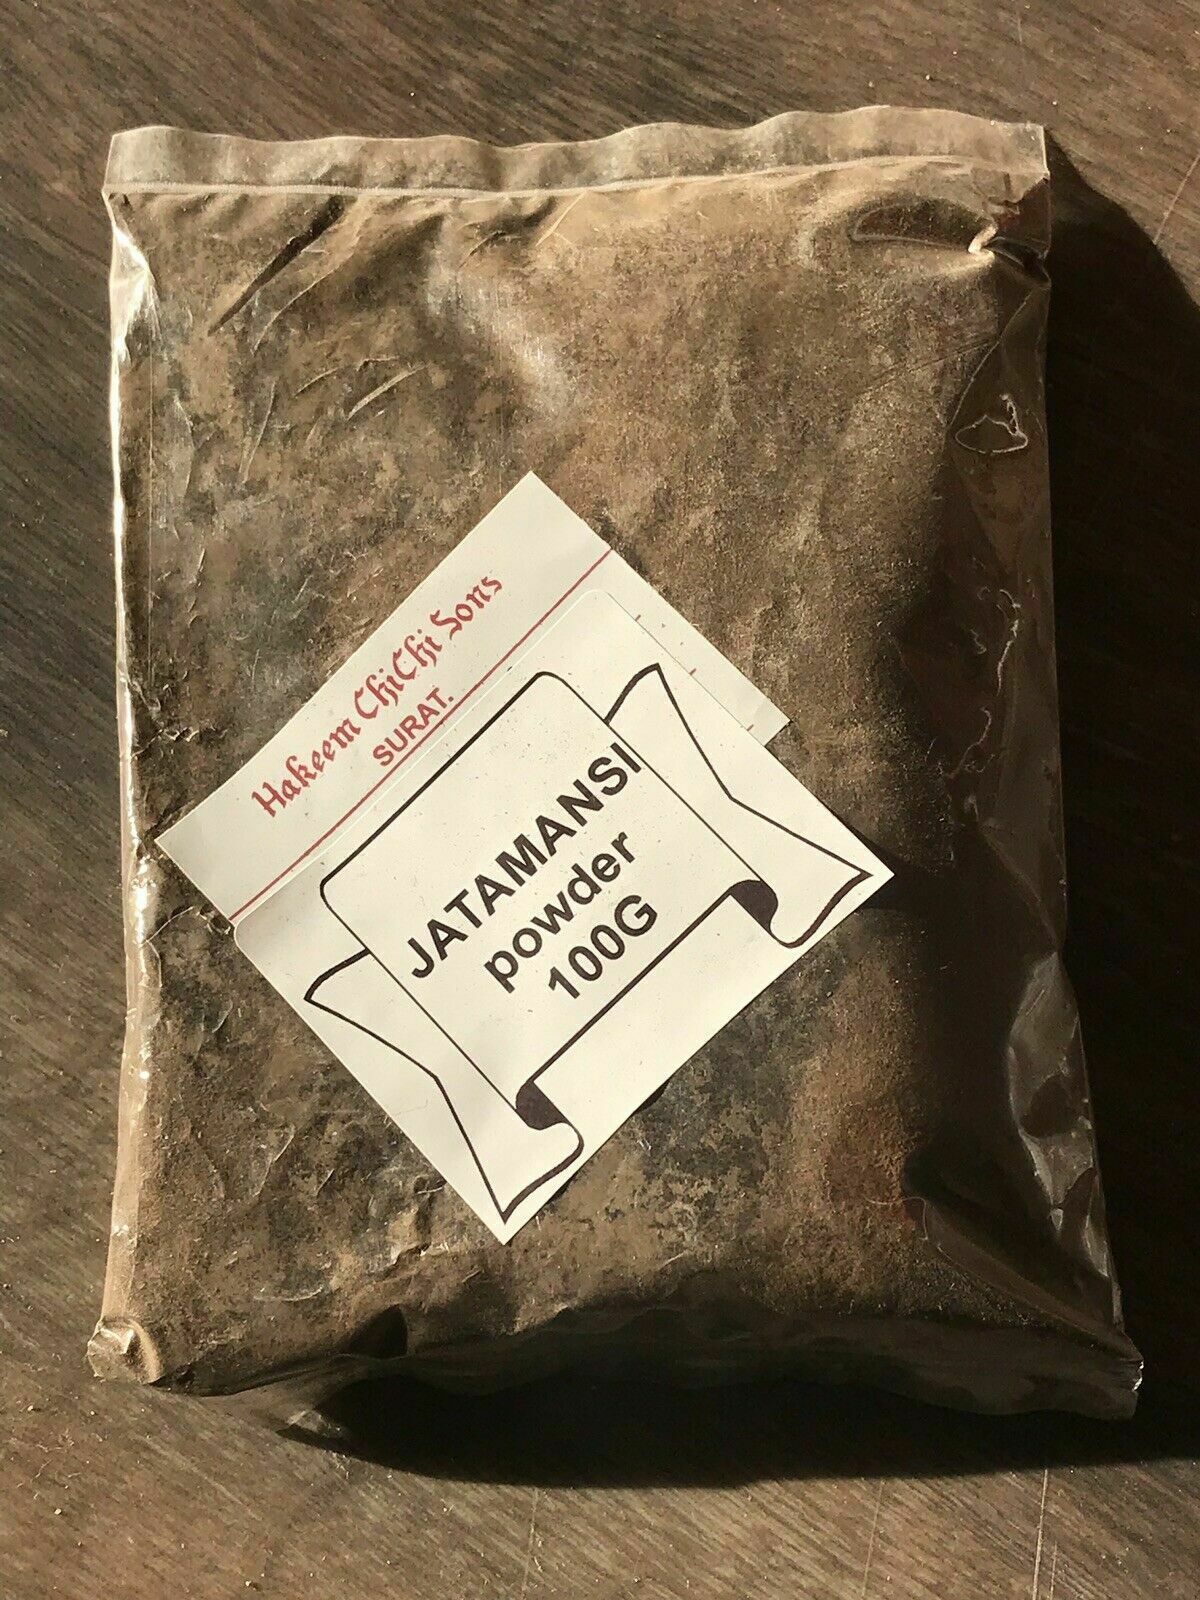 Hakeem ChiChi Sons
SURAT.
JATAMANSI
powder
100G